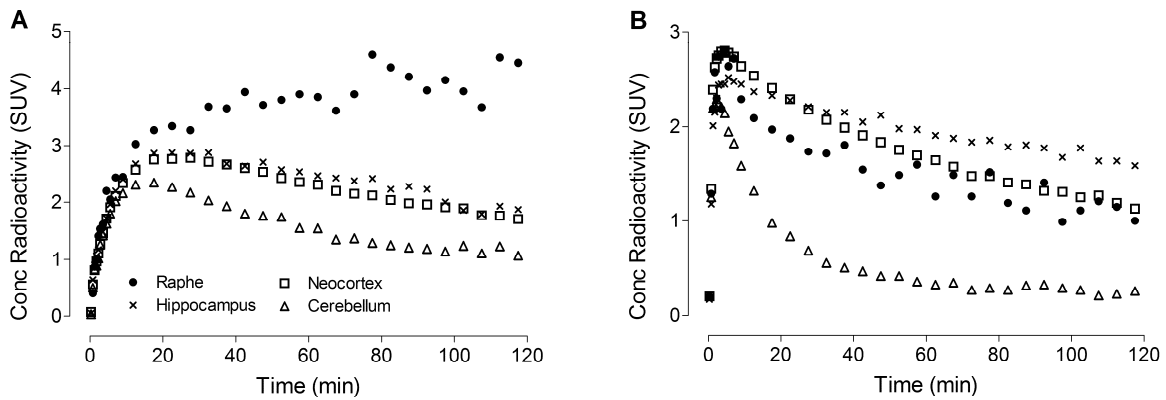 A
Conc Radioactivity (SUV)
5
4
3
2
1
0
Raphe
Hippocampus
Neocortex
Cerebellum
0 20 40 60 80 100 120
Time (min)
B
Conc Radioactivity (SUV)
3
2
1
0
0 20 40 60 80 100 120
Time (min)